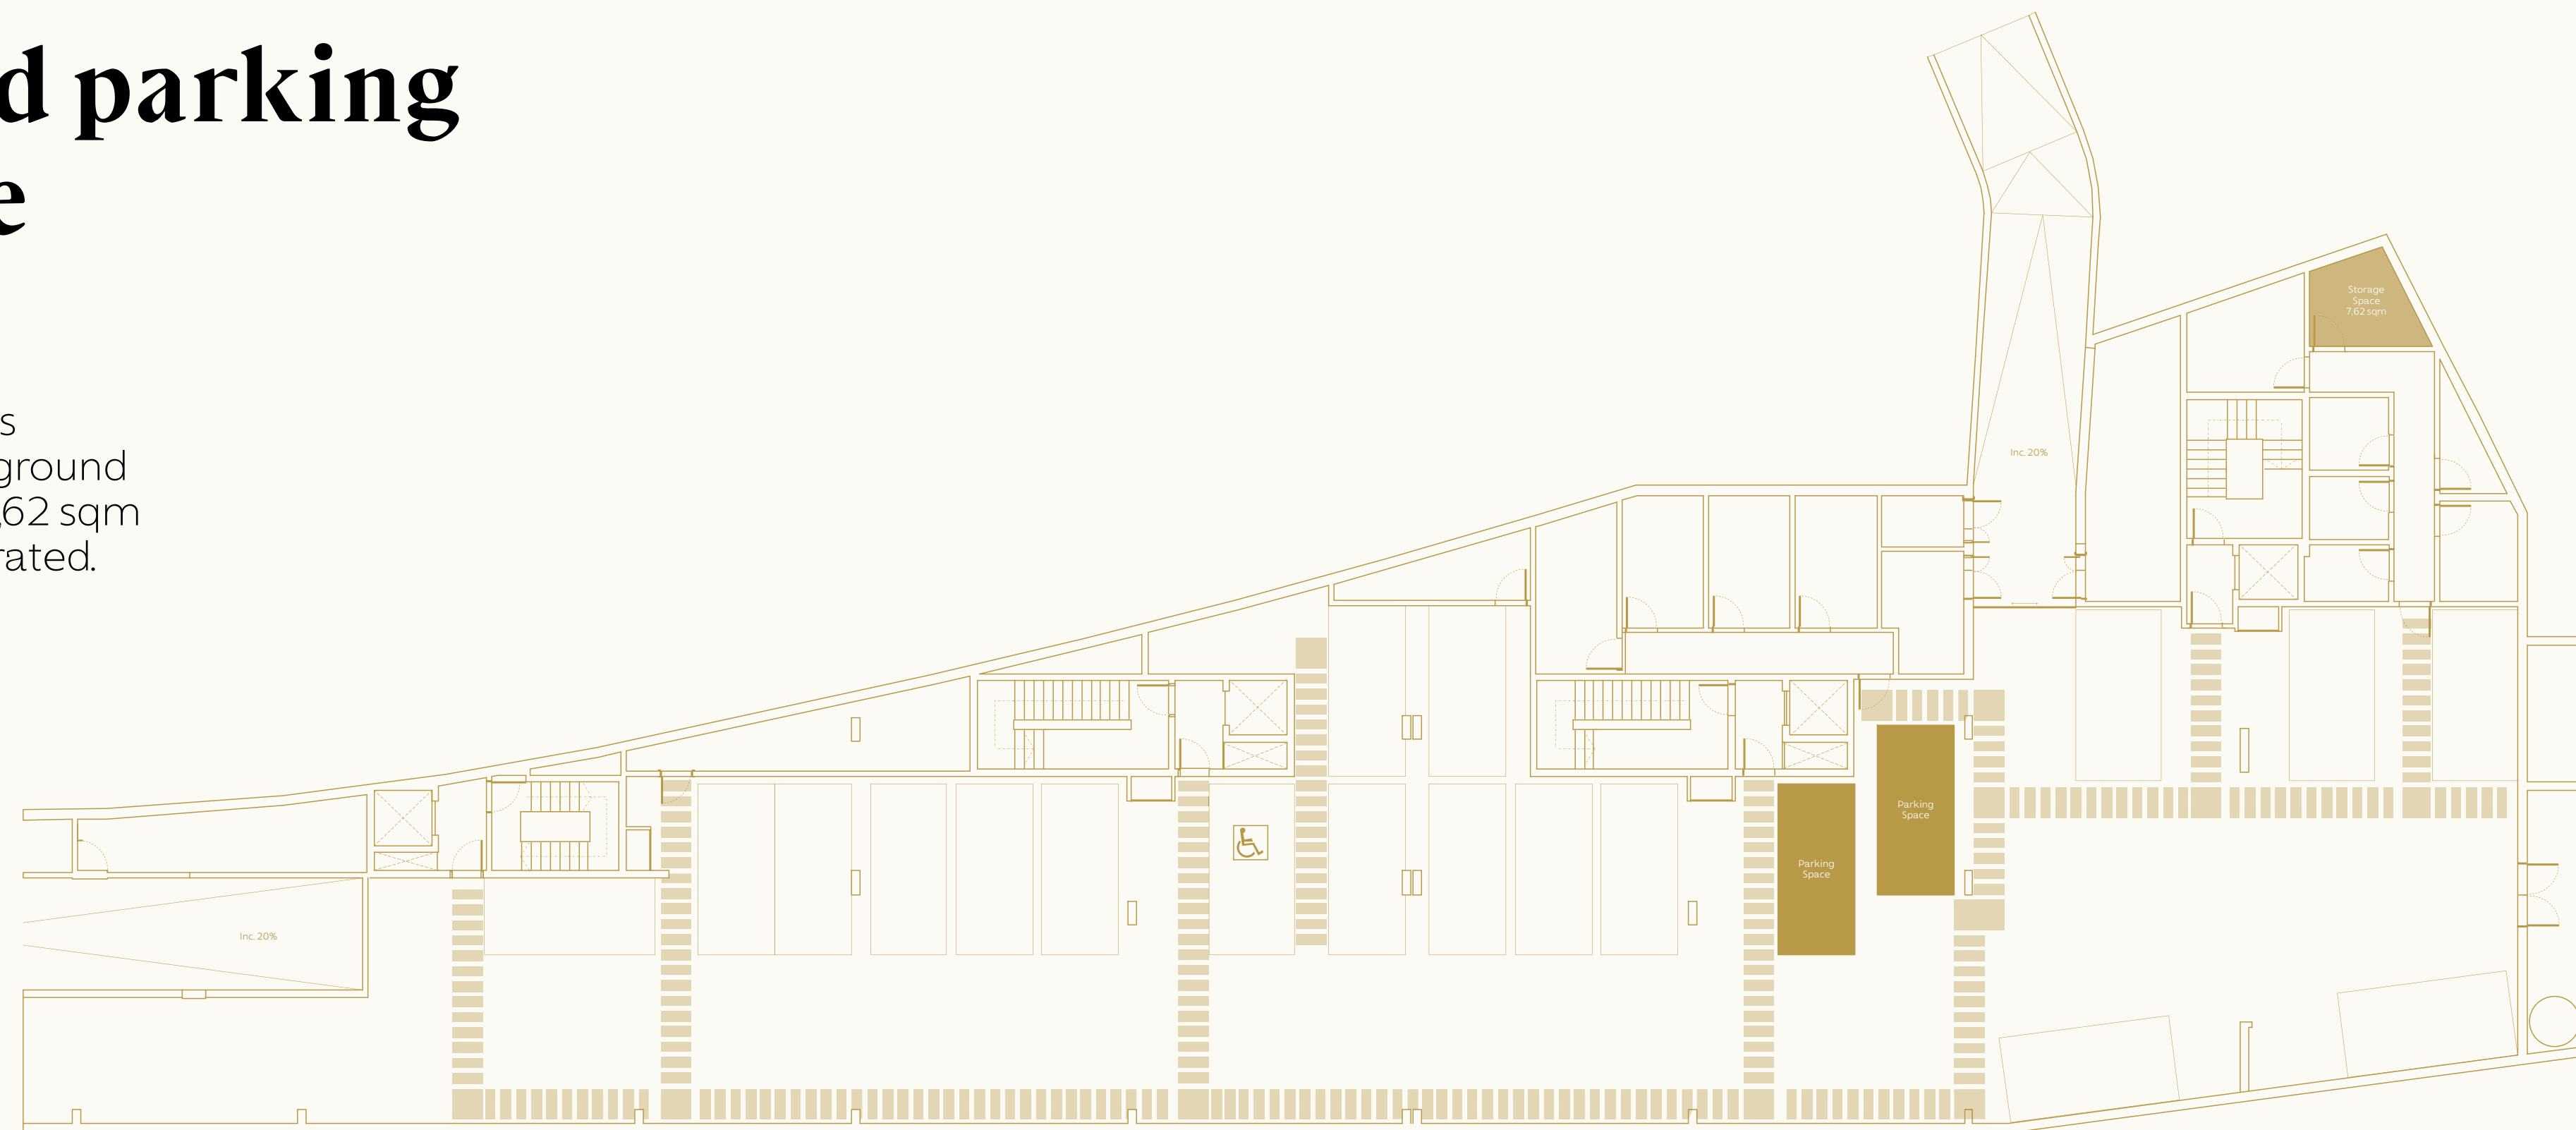 d parking
e
s
ground
,62 sqm
rated.
Storage
Space
7,62 sqm
Inc. 20%
Parking
Space
Parking
Space
Inc. 20%